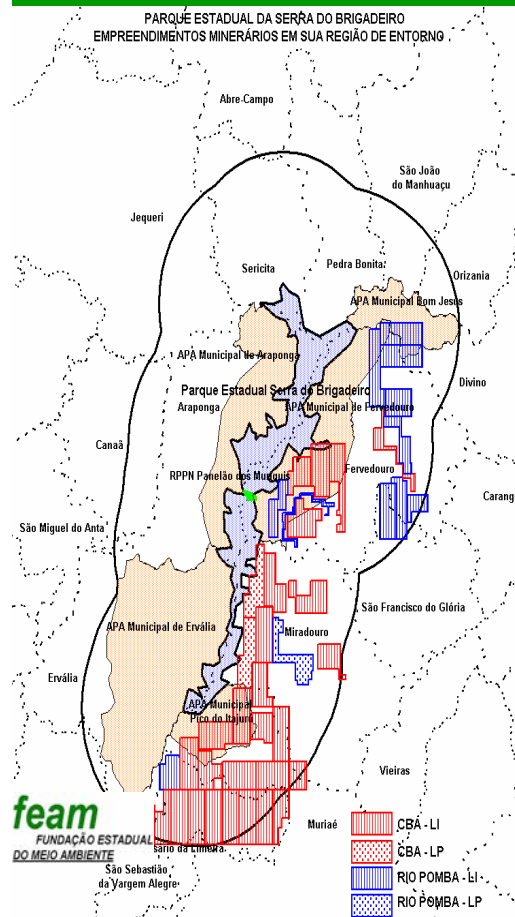 PARQUE ESTADUAL DA SERRA DO BRIGADEIRO
EMPREENDIMENTOS MINERÁRIOS EM SUA REGIÃO DE ENTORNO
Abre-Campo
São João
do Manhuaçu
Jequeri
Sericita
Pedra Bonita
Orizania
APA Municipal Bom Jesus
APA Municipal de Araponga
Divino
Parque Estadual Serra do Brigadeiro
Araponga
APA Municipal de Fervedouro
Canaã
RPPN Panelão dos Muriquis
Fervedouro
Carang
São Miguel do Anta
São Francisco do Glória
APA Municipal de Ervália
Miradouro
Ervália
APA Municipal
Pico do Itajuru
Vieiras
feam
FUNDAÇÃO ESTADUAL
DO MEIO AMBIENTE
Muriaé
CBA - LI
CBA - LP
sário da Limeira
São Sebastião
da Vargem Alegre
RIO POMBA - LI
RIO POMBA - LP